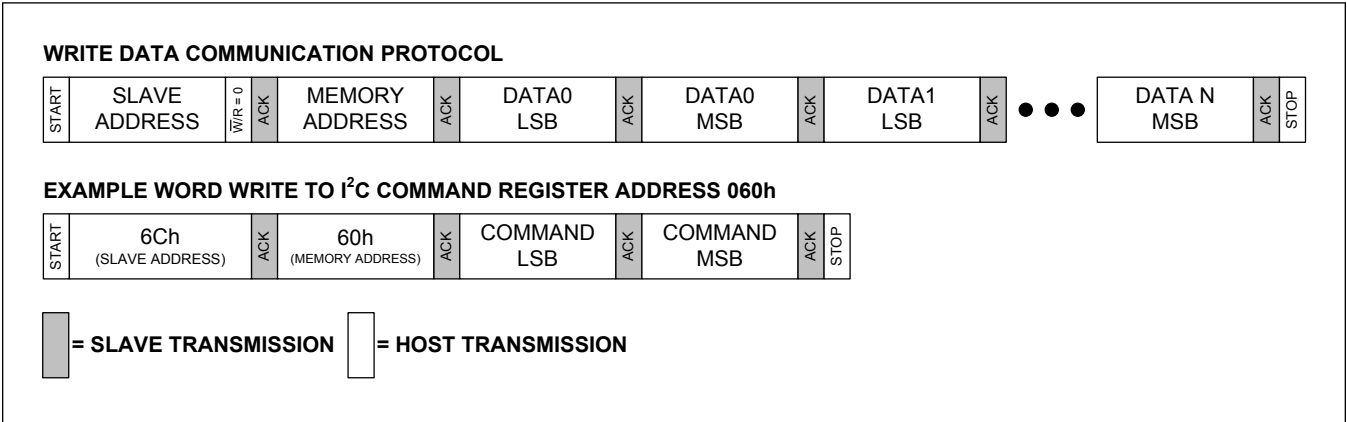 WRITE DATA COMMUNICATION PROTOCOL
START SLAVE ADDRESS W̅/R = 0 ACK MEMORY ADDRESS ACK DATA0 LSB ACK DATA0 MSB ACK DATA1 LSB ACK ●●● DATA N MSB ACK STOP
EXAMPLE WORD WRITE TO I²C COMMAND REGISTER ADDRESS 060h
START 6Ch (SLAVE ADDRESS) ACK 60h (MEMORY ADDRESS) ACK COMMAND LSB ACK COMMAND MSB ACK STOP
= SLAVE TRANSMISSION = HOST TRANSMISSION